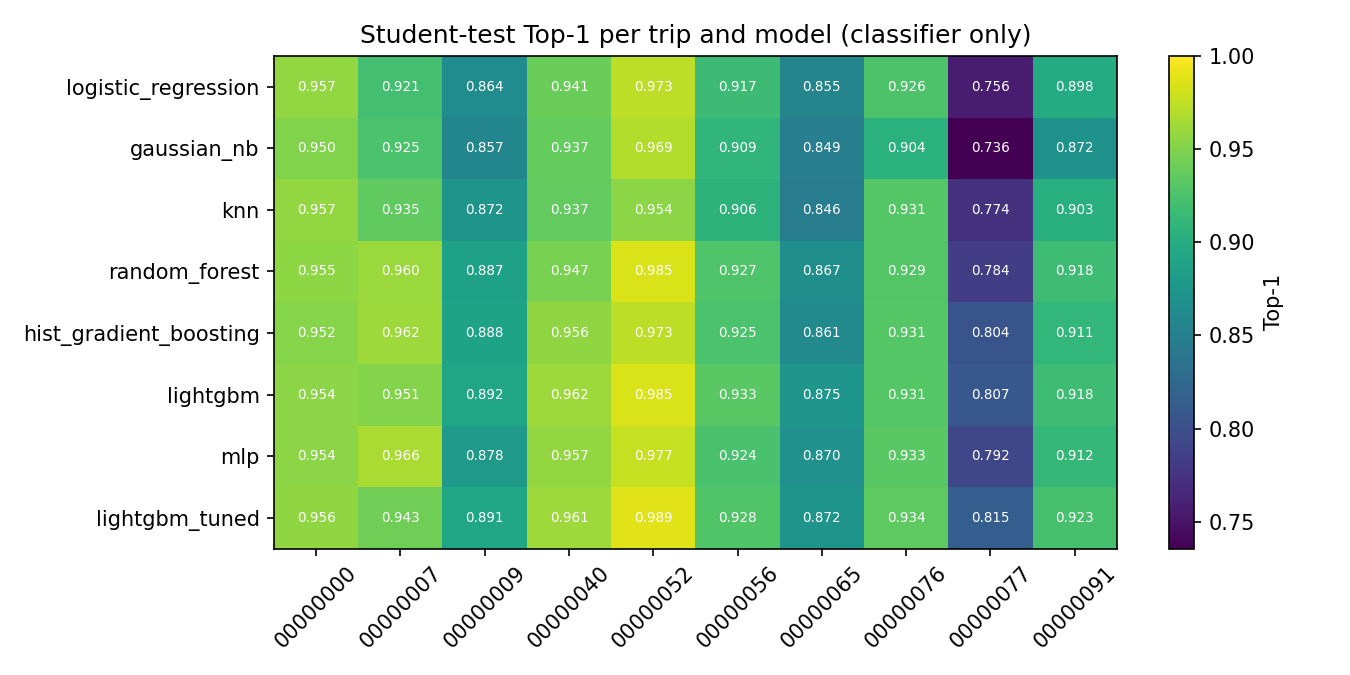 Student-test Top-1 per trip and model (classifier only)
logistic_regression 0.957 0.921 0.864 0.941 0.973 0.917 0.855 0.926 0.756 0.898
gaussian_nb 0.950 0.925 0.857 0.937 0.969 0.909 0.849 0.904 0.736 0.872
knn 0.957 0.935 0.872 0.937 0.954 0.906 0.846 0.931 0.774 0.903
random_forest 0.955 0.960 0.887 0.947 0.985 0.927 0.867 0.929 0.784 0.918
hist_gradient_boosting 0.952 0.962 0.888 0.956 0.973 0.925 0.861 0.931 0.804 0.911
lightgbm 0.954 0.951 0.892 0.962 0.985 0.933 0.875 0.931 0.807 0.918
mlp 0.954 0.966 0.878 0.957 0.977 0.924 0.870 0.933 0.792 0.912
lightgbm_tuned 0.956 0.943 0.891 0.961 0.989 0.928 0.872 0.934 0.815 0.923
00000000 00000007 00000009 00000040 00000052 00000056 00000065 00000076 00000077 00000091
1.00
0.95
0.90
0.85
0.80
0.75
Top-1